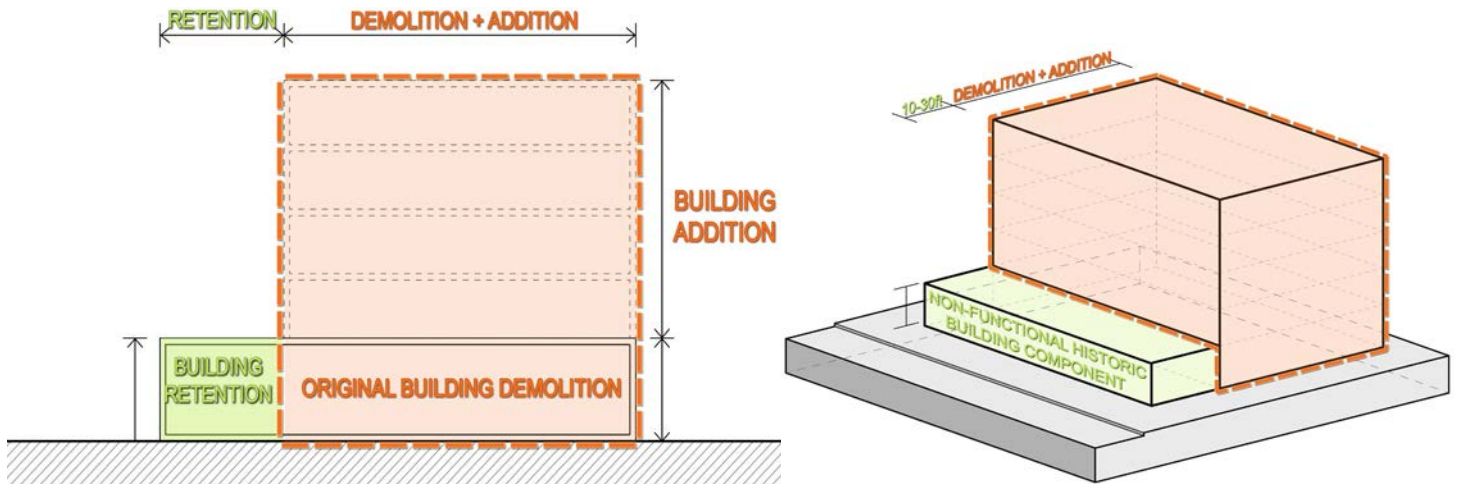 RETENTION
DEMOLITION + ADDITION
BUILDING
ADDITION
BUILDING
RETENTION
ORIGINAL BUILDING DEMOLITION
10-30ft
DEMOLITION + ADDITION
NON-FUNCTIONAL HISTORIC
BUILDING COMPONENT